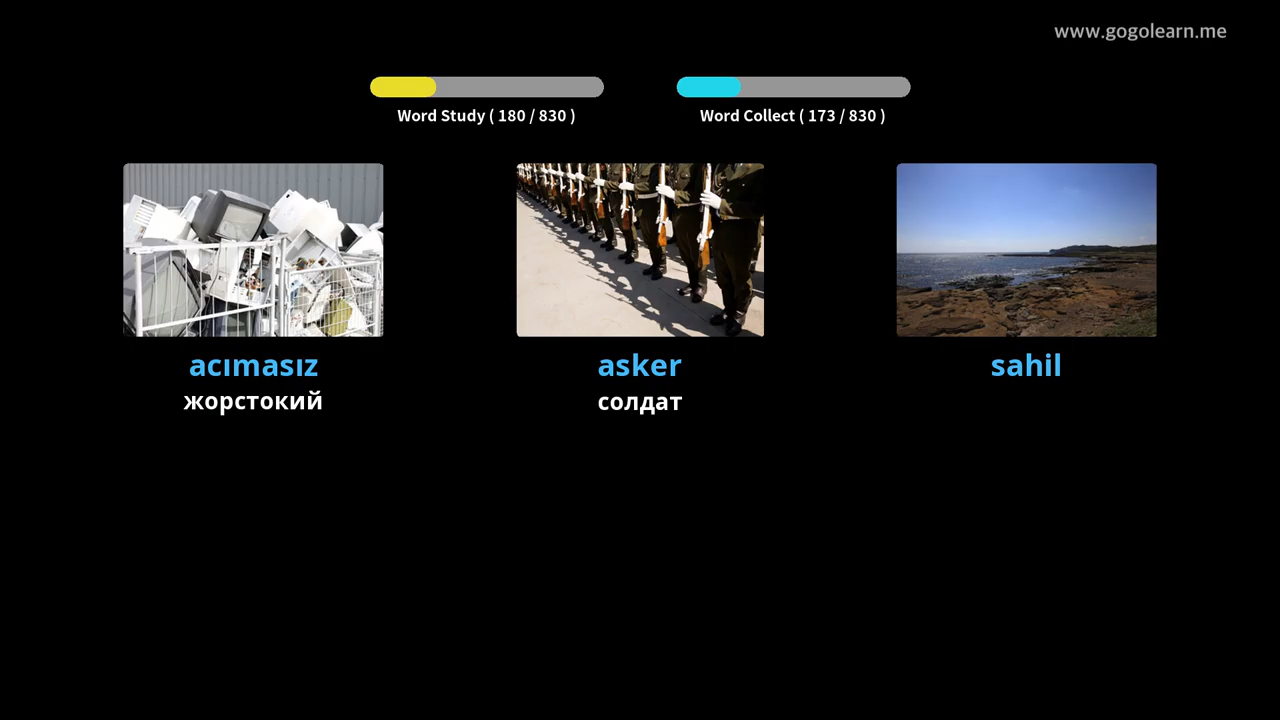 www.gogolearn.me
Word Study ( 180 / 830 )
Word Collect ( 173 / 830 )
acımasız
жорстокий
asker
солдат
sahil